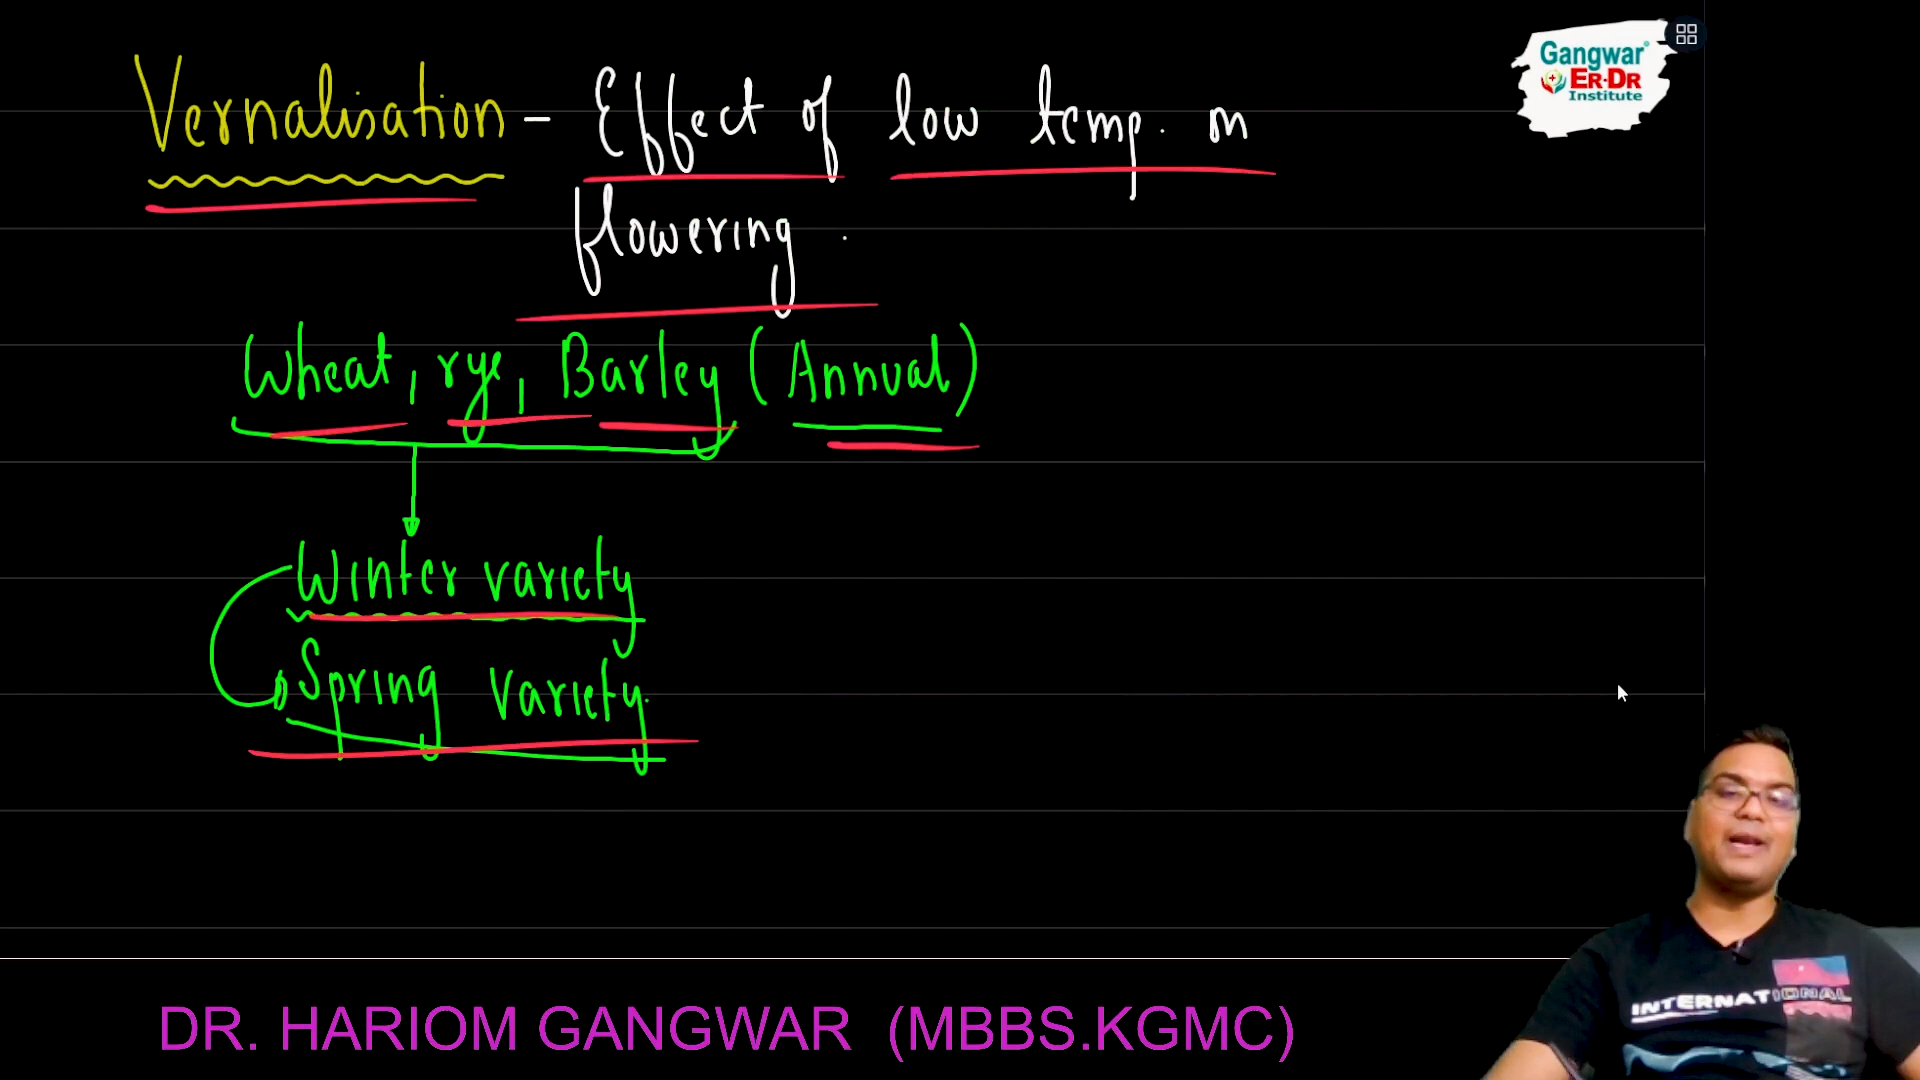 Vernalisation - Effect of low temp. on
flowering.
Wheat, rye, Barley (Annual)
Winter variety
Spring variety.
Gangwar
ER-DR
Institute
INTERNATIONAL
DR. HARIOM GANGWAR (MBBS.KGMC)